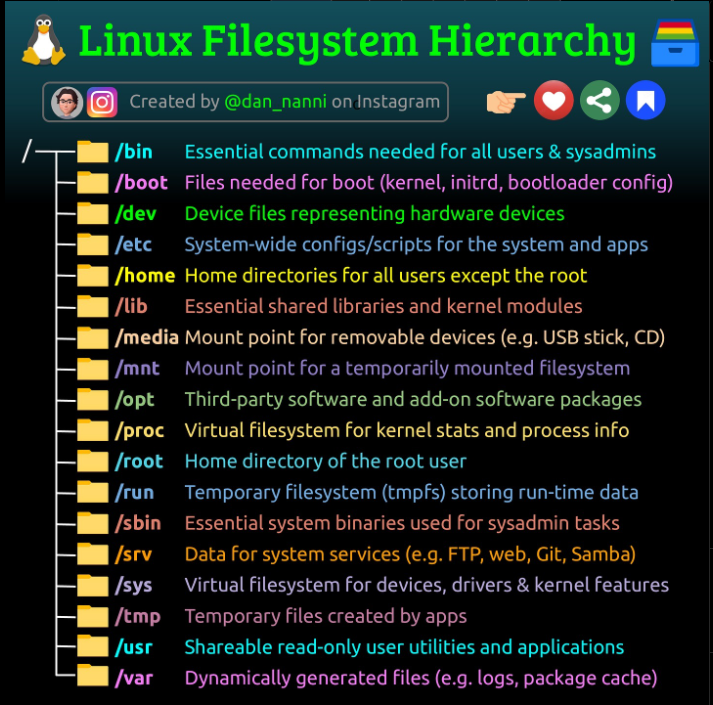 Linux Filesystem Hierarchy
Created by @dan_nanni on Instagram
/
/bin Essential commands needed for all users & sysadmins
/boot Files needed for boot (kernel, initrd, bootloader config)
/dev Device files representing hardware devices
/etc System-wide configs/scripts for the system and apps
/home Home directories for all users except the root
/lib Essential shared libraries and kernel modules
/media Mount point for removable devices (e.g. USB stick, CD)
/mnt Mount point for a temporarily mounted filesystem
/opt Third-party software and add-on software packages
/proc Virtual filesystem for kernel stats and process info
/root Home directory of the root user
/run Temporary filesystem (tmpfs) storing run-time data
/sbin Essential system binaries used for sysadmin tasks
/srv Data for system services (e.g. FTP, web, Git, Samba)
/sys Virtual filesystem for devices, drivers & kernel features
/tmp Temporary files created by apps
/usr Shareable read-only user utilities and applications
/var Dynamically generated files (e.g. logs, package cache)